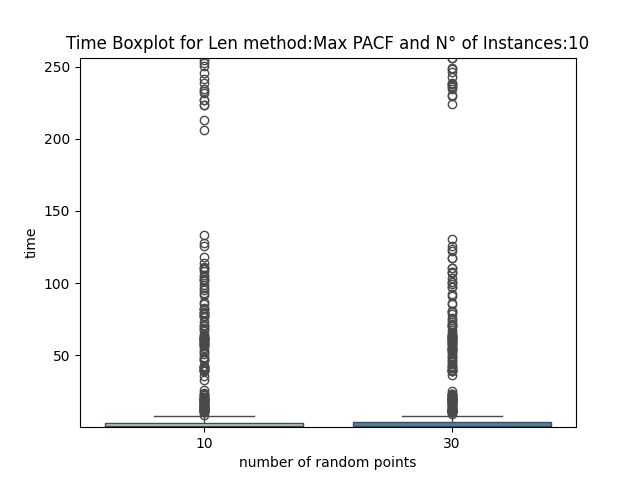 Time Boxplot for Len method:Max PACF and N° of Instances:10
250
200
150
100
50
time
10
30
number of random points